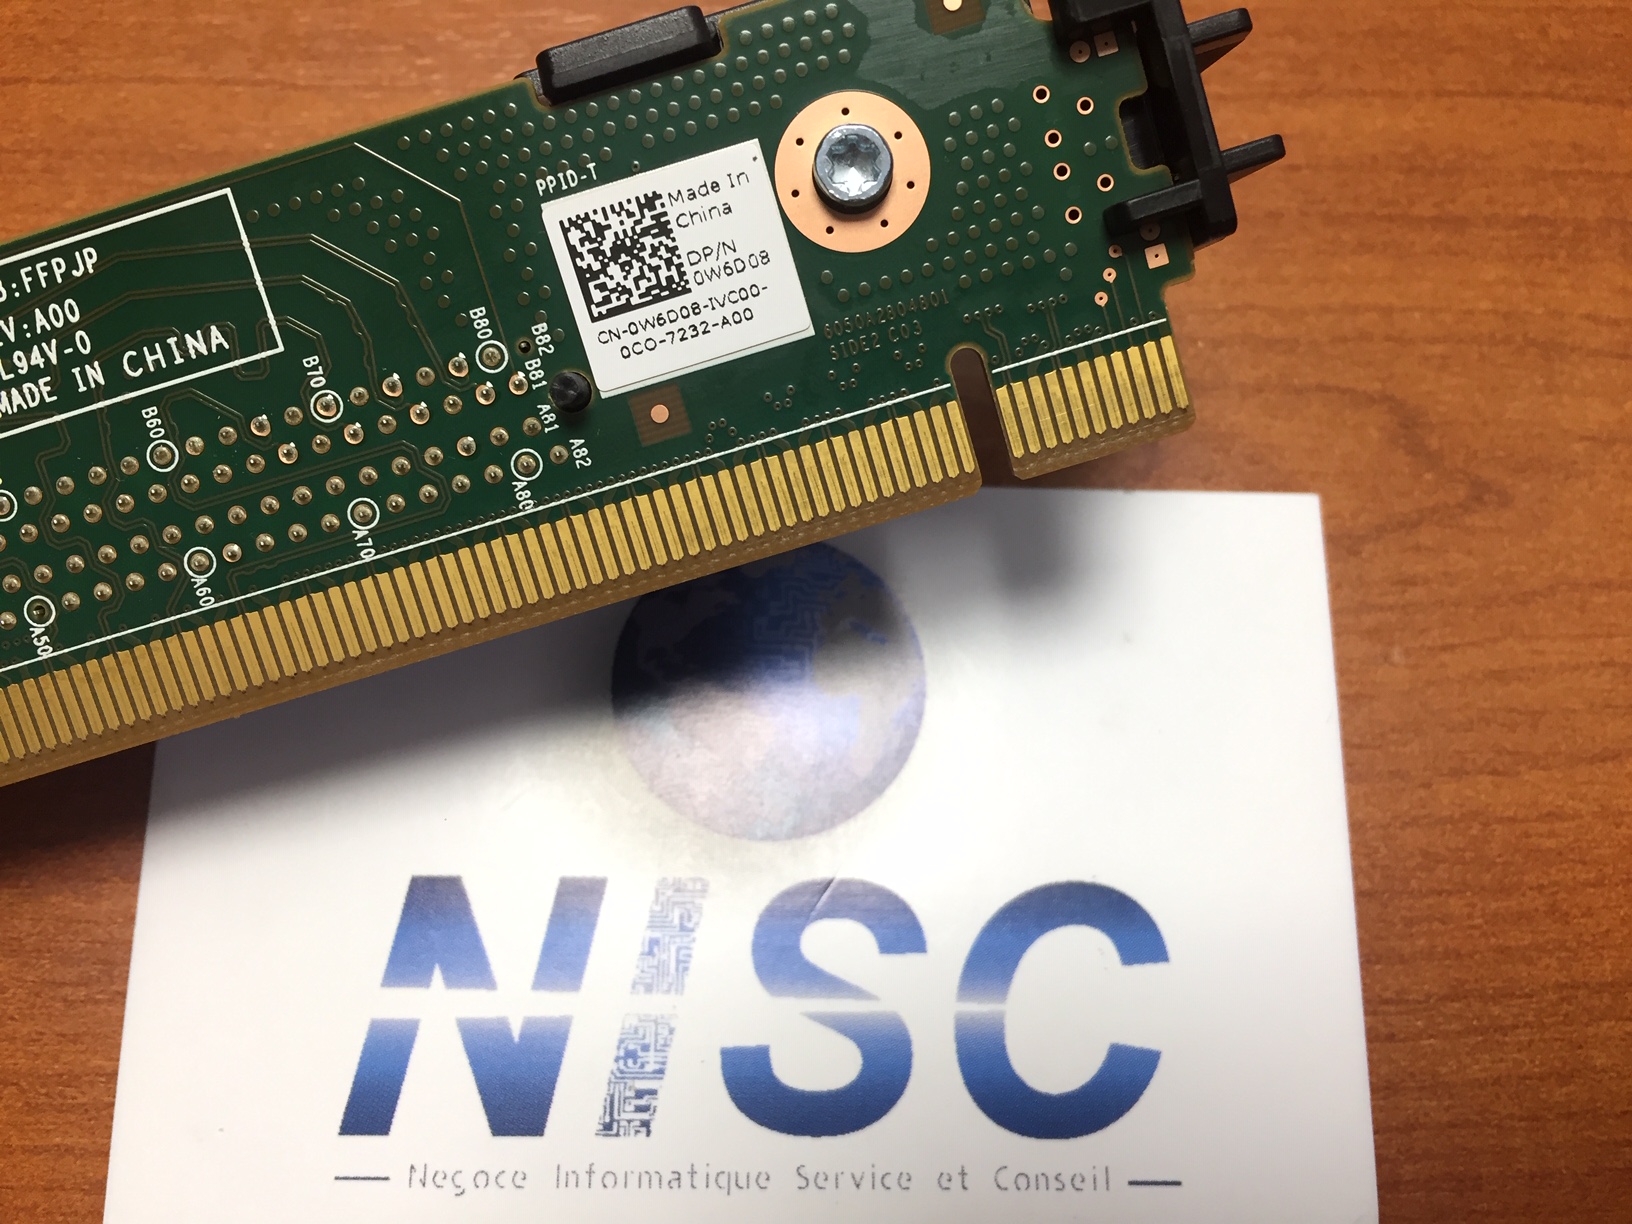 PPID-T
Made In
China
DP/N
0W6D08
CN-0W6D08-IVC00-
0CO-7232-A00
:FFPJP
V:A00
L94V-0
MADE IN CHINA
B80
B82
B81
B70
B60
A81
A82
A80
A70
A60
A50
SIDE2 C03
NISC
Negoce Informatique Service et Conseil